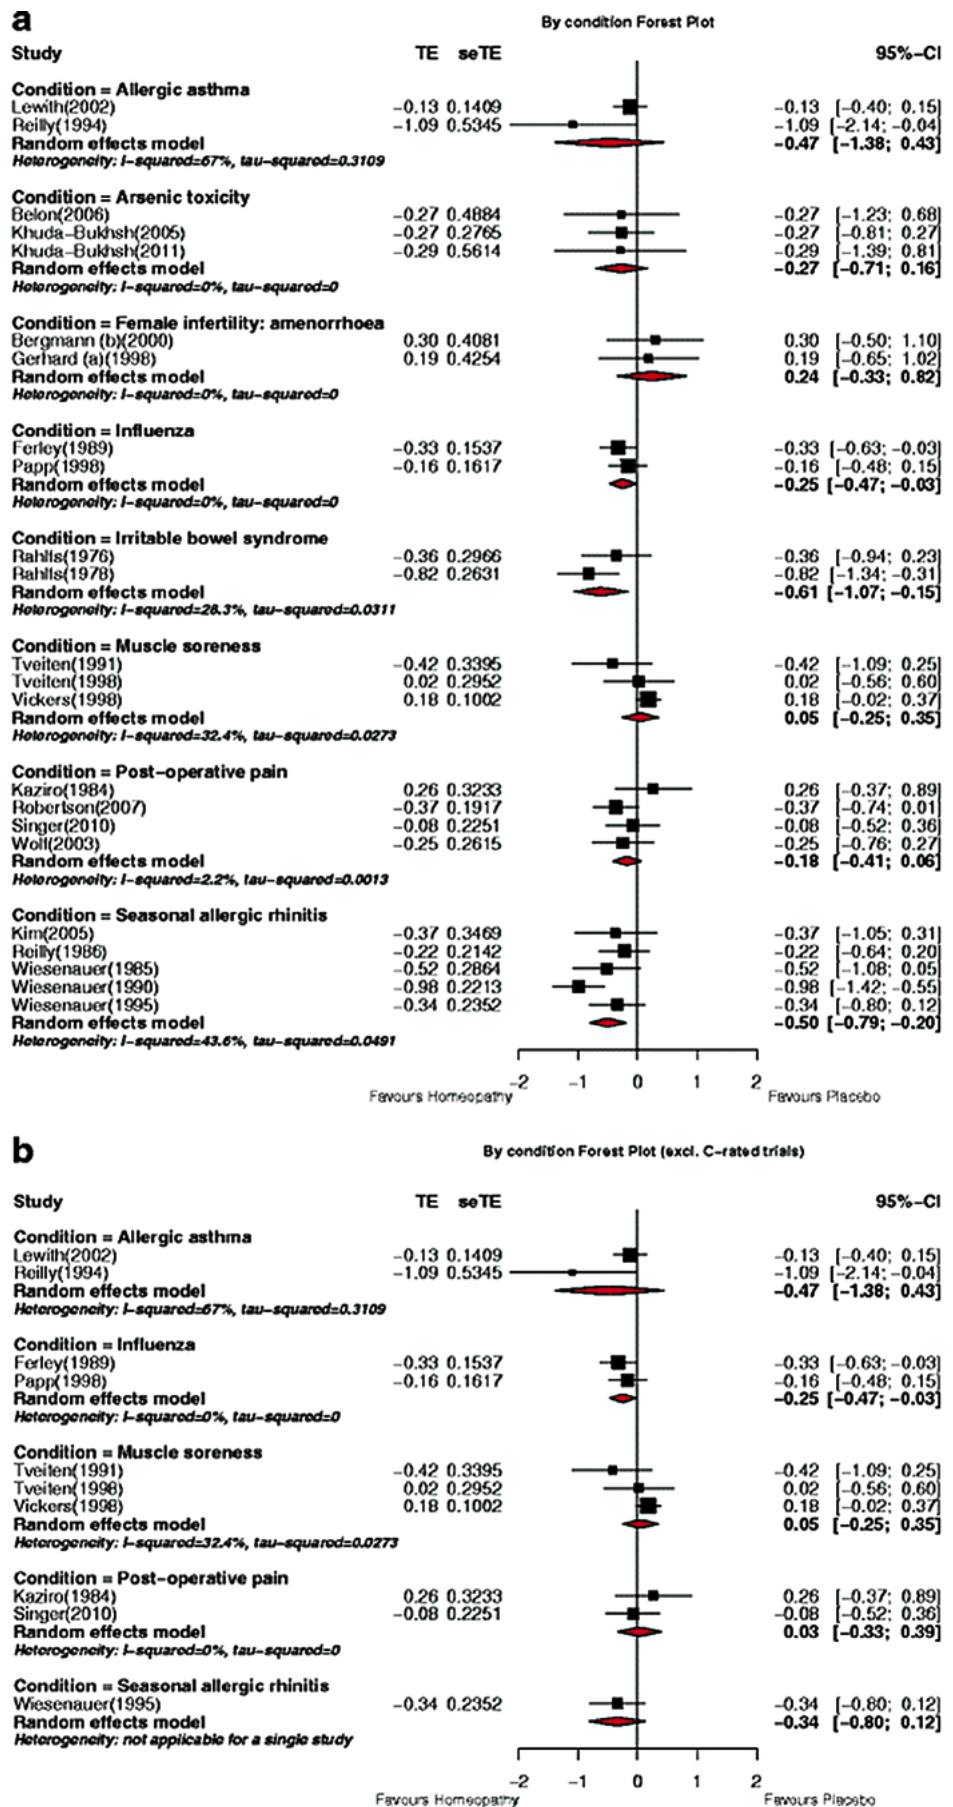 a
By condition Forest Plot
Study TE seTE 95%-CI
Condition = Allergic asthma
Lewith(2002) -0.13 0.1409 -0.13 [-0.40; 0.15]
Reilly(1994) -1.09 0.5345 -1.09 [-2.14; -0.04]
Random effects model -0.47 [-1.38; 0.43]
Heterogeneity: I-squared=67%, tau-squared=0.3109
Condition = Arsenic toxicity
Belon(2006) -0.27 0.4884 -0.27 [-1.23; 0.68]
Khuda-Bukhsh(2005) -0.27 0.2765 -0.27 [-0.81; 0.27]
Khuda-Bukhsh(2011) -0.29 0.5614 -0.29 [-1.39; 0.81]
Random effects model -0.27 [-0.71; 0.16]
Heterogeneity: I-squared=0%, tau-squared=0
Condition = Female infertility: amenorrhoea
Bergmann (b)(2000) 0.30 0.4081 0.30 [-0.50; 1.10]
Gerhard (a)(1998) 0.19 0.4254 0.19 [-0.65; 1.02]
Random effects model 0.24 [-0.33; 0.82]
Heterogeneity: I-squared=0%, tau-squared=0
Condition = Influenza
Ferley(1989) -0.33 0.1537 -0.33 [-0.63; -0.03]
Papp(1998) -0.16 0.1617 -0.16 [-0.48; 0.15]
Random effects model -0.25 [-0.47; -0.03]
Heterogeneity: I-squared=0%, tau-squared=0
Condition = Irritable bowel syndrome
Rahlfs(1976) -0.36 0.2966 -0.36 [-0.94; 0.23]
Rahlfs(1978) -0.82 0.2631 -0.82 [-1.34; -0.31]
Random effects model -0.61 [-1.07; -0.15]
Heterogeneity: I-squared=28.3%, tau-squared=0.0311
Condition = Muscle soreness
Tveiten(1991) -0.42 0.3395 -0.42 [-1.09; 0.25]
Tveiten(1998) 0.02 0.2952 0.02 [-0.56; 0.60]
Vickers(1998) 0.18 0.1002 0.18 [-0.02; 0.37]
Random effects model 0.05 [-0.25; 0.35]
Heterogeneity: I-squared=32.4%, tau-squared=0.0273
Condition = Post-operative pain
Kaziro(1984) 0.26 0.3233 0.26 [-0.37; 0.89]
Robertson(2007) -0.37 0.1917 -0.37 [-0.74; 0.01]
Singer(2010) -0.08 0.2251 -0.08 [-0.52; 0.36]
Wolf(2003) -0.25 0.2615 -0.25 [-0.76; 0.27]
Random effects model -0.18 [-0.41; 0.06]
Heterogeneity: I-squared=2.2%, tau-squared=0.0013
Condition = Seasonal allergic rhinitis
Kim(2005) -0.37 0.3469 -0.37 [-1.05; 0.31]
Reilly(1986) -0.22 0.2142 -0.22 [-0.64; 0.20]
Wiesenauer(1985) -0.52 0.2864 -0.52 [-1.08; 0.05]
Wiesenauer(1990) -0.98 0.2213 -0.98 [-1.42; -0.55]
Wiesenauer(1995) -0.34 0.2352 -0.34 [-0.80; 0.12]
Random effects model -0.50 [-0.79; -0.20]
Heterogeneity: I-squared=43.6%, tau-squared=0.0491
-2 -1 0 1 2
Favours Homeopathy Favours Placebo
b
By condition Forest Plot (excl. C-rated trials)
Study TE seTE 95%-CI
Condition = Allergic asthma
Lewith(2002) -0.13 0.1409 -0.13 [-0.40; 0.15]
Reilly(1994) -1.09 0.5345 -1.09 [-2.14; -0.04]
Random effects model -0.47 [-1.38; 0.43]
Heterogeneity: I-squared=67%, tau-squared=0.3109
Condition = Influenza
Ferley(1989) -0.33 0.1537 -0.33 [-0.63; -0.03]
Papp(1998) -0.16 0.1617 -0.16 [-0.48; 0.15]
Random effects model -0.25 [-0.47; -0.03]
Heterogeneity: I-squared=0%, tau-squared=0
Condition = Muscle soreness
Tveiten(1991) -0.42 0.3395 -0.42 [-1.09; 0.25]
Tveiten(1998) 0.02 0.2952 0.02 [-0.56; 0.60]
Vickers(1998) 0.18 0.1002 0.18 [-0.02; 0.37]
Random effects model 0.05 [-0.25; 0.35]
Heterogeneity: I-squared=32.4%, tau-squared=0.0273
Condition = Post-operative pain
Kaziro(1984) 0.26 0.3233 0.26 [-0.37; 0.89]
Singer(2010) -0.08 0.2251 -0.08 [-0.52; 0.36]
Random effects model 0.03 [-0.33; 0.39]
Heterogeneity: I-squared=0%, tau-squared=0
Condition = Seasonal allergic rhinitis
Wiesenauer(1995) -0.34 0.2352 -0.34 [-0.80; 0.12]
Random effects model -0.34 [-0.80; 0.12]
Heterogeneity: not applicable for a single study
-2 -1 0 1 2
Favours Homeopathy Favours Placebo